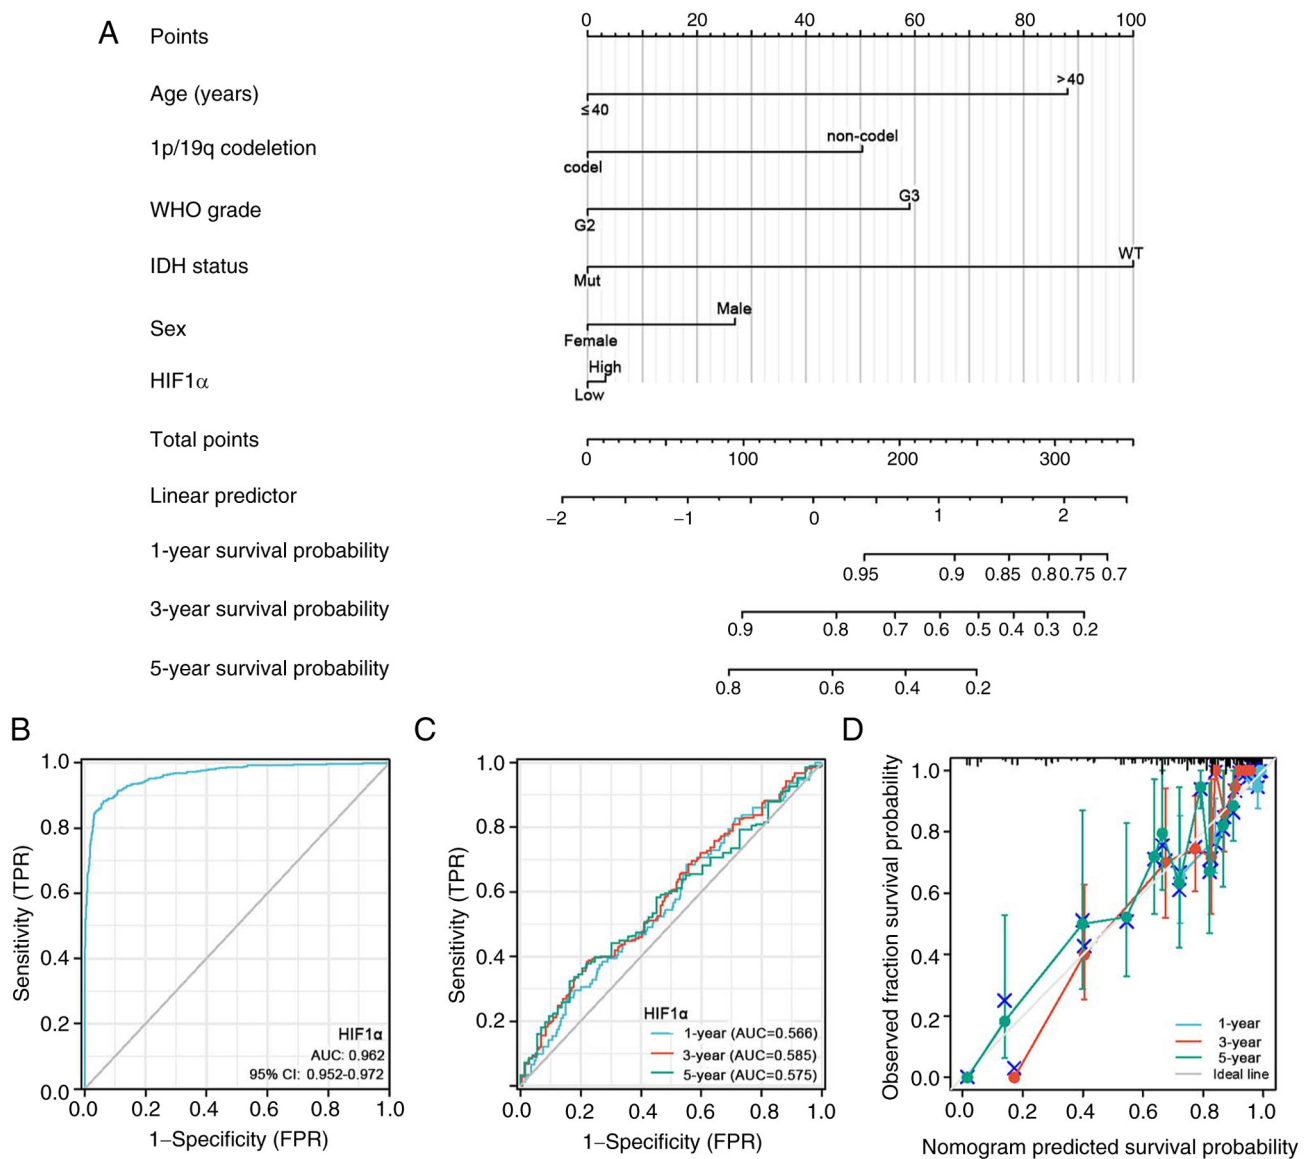 A
Points
0 20 40 60 80 100
Age (years)
>40
≤40
1p/19q codeletion
non-codel
codel
WHO grade
G3
G2
IDH status
WT
Mut
Sex
Male
Female
HIF1α
High
Low
Total points
0 100 200 300
Linear predictor
−2 −1 0 1 2
1-year survival probability
0.95 0.9 0.85 0.80 0.75 0.7
3-year survival probability
0.9 0.8 0.7 0.6 0.5 0.4 0.3 0.2
5-year survival probability
0.8 0.6 0.4 0.2
B
Sensitivity (TPR)
1.0
0.8
0.6
0.4
0.2
0.0
HIF1α
AUC: 0.962
95% CI: 0.952-0.972
0.0 0.2 0.4 0.6 0.8 1.0
1−Specificity (FPR)
C
Sensitivity (TPR)
1.0
0.8
0.6
0.4
0.2
HIF1α
1-year (AUC=0.566)
3-year (AUC=0.585)
5-year (AUC=0.575)
0.0 0.2 0.4 0.6 0.8 1.0
1−Specificity (FPR)
D
Observed fraction survival probability
1.0
0.8
0.6
0.4
0.2
0.0
1-year
3-year
5-year
Ideal line
0.0 0.2 0.4 0.6 0.8 1.0
Nomogram predicted survival probability